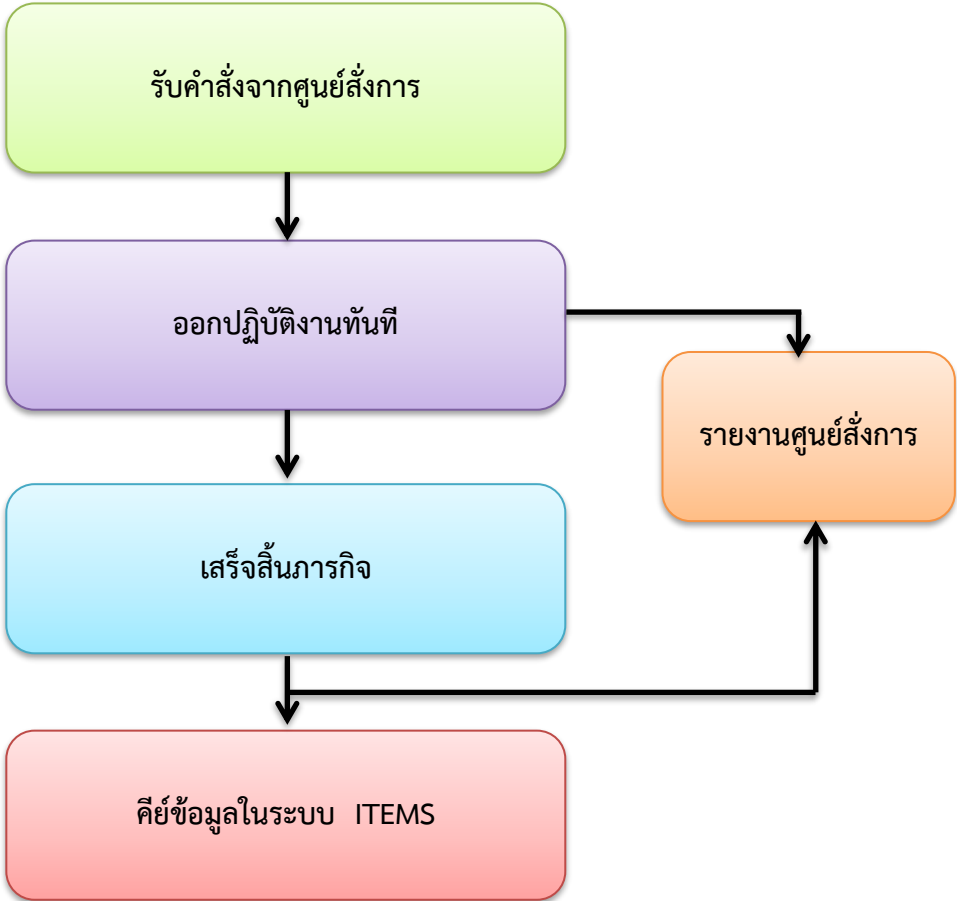 รับคำสั่งจากศูนย์สั่งการ
ออกปฏิบัติงานทันที
รายงานศูนย์สั่งการ
เสร็จสิ้นภารกิจ
คีย์ข้อมูลในระบบ ITEMS